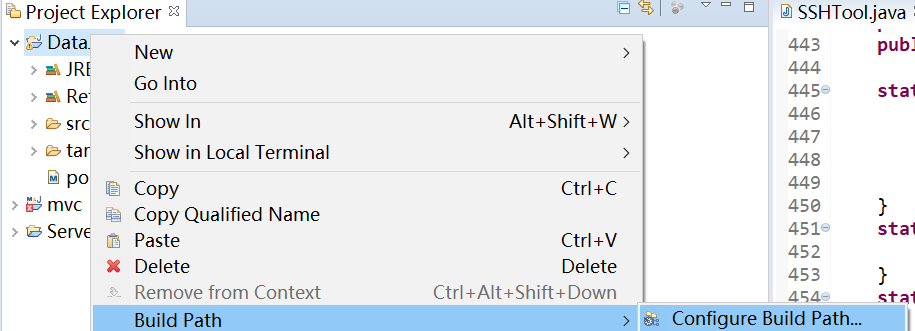 Project Explorer
Data
JRE
Re
src
tar
po
mvc
Serve
New
Go Into
Show In Alt+Shift+W
Show in Local Terminal
Copy Ctrl+C
Copy Qualified Name
Paste Ctrl+V
Delete Delete
Remove from Context Ctrl+Alt+Shift+Down
Build Path
Configure Build Path...
SSHTool.java
443 publ
444
445 stat
446
447
448
449
450 }
451 stat
452
453 }
454 stat